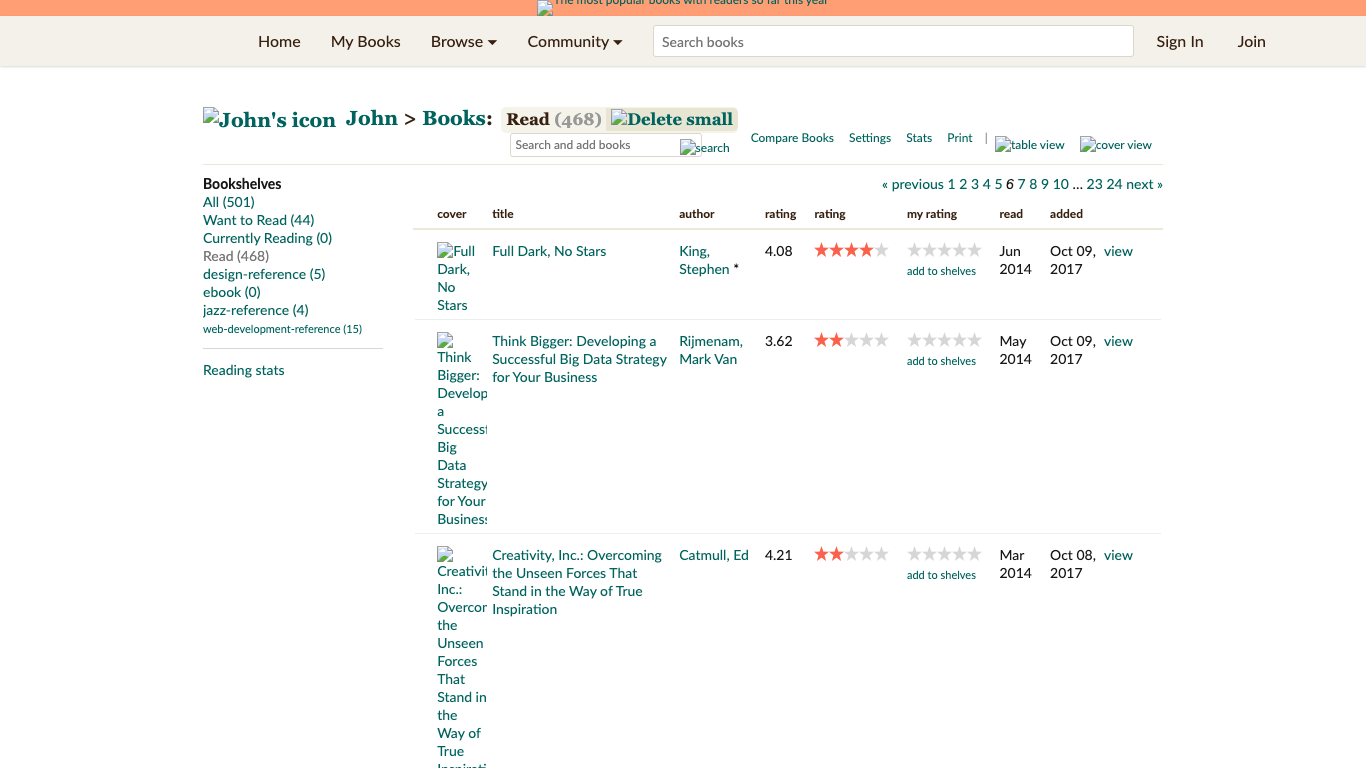 The most popular books with readers so far this year
Home My Books Browse Community Search books Sign In Join
John's icon John > Books: Read (468) Delete small
Search and add books search Compare Books Settings Stats Print | table view cover view
Bookshelves
All (501)
Want to Read (44)
Currently Reading (0)
Read (468)
design-reference (5)
ebook (0)
jazz-reference (4)
web-development-reference (15)
Reading stats
« previous 1 2 3 4 5 6 7 8 9 10 … 23 24 next »
cover title author rating rating my rating read added
Full
Dark,
No
Stars
Full Dark, No Stars
King,
Stephen *
4.08
add to shelves
Jun
2014
Oct 09,
2017
view
Think
Bigger:
Develop
a
Success
Big
Data
Strategy
for Your
Business
Think Bigger: Developing a
Successful Big Data Strategy
for Your Business
Rijmenam,
Mark Van
3.62
add to shelves
May
2014
Oct 09,
2017
view
Creativit
Inc.:
Overcom
the
Unseen
Forces
That
Stand in
the
Way of
True
Inspirati
Creativity, Inc.: Overcoming
the Unseen Forces That
Stand in the Way of True
Inspiration
Catmull, Ed
4.21
add to shelves
Mar
2014
Oct 08,
2017
view